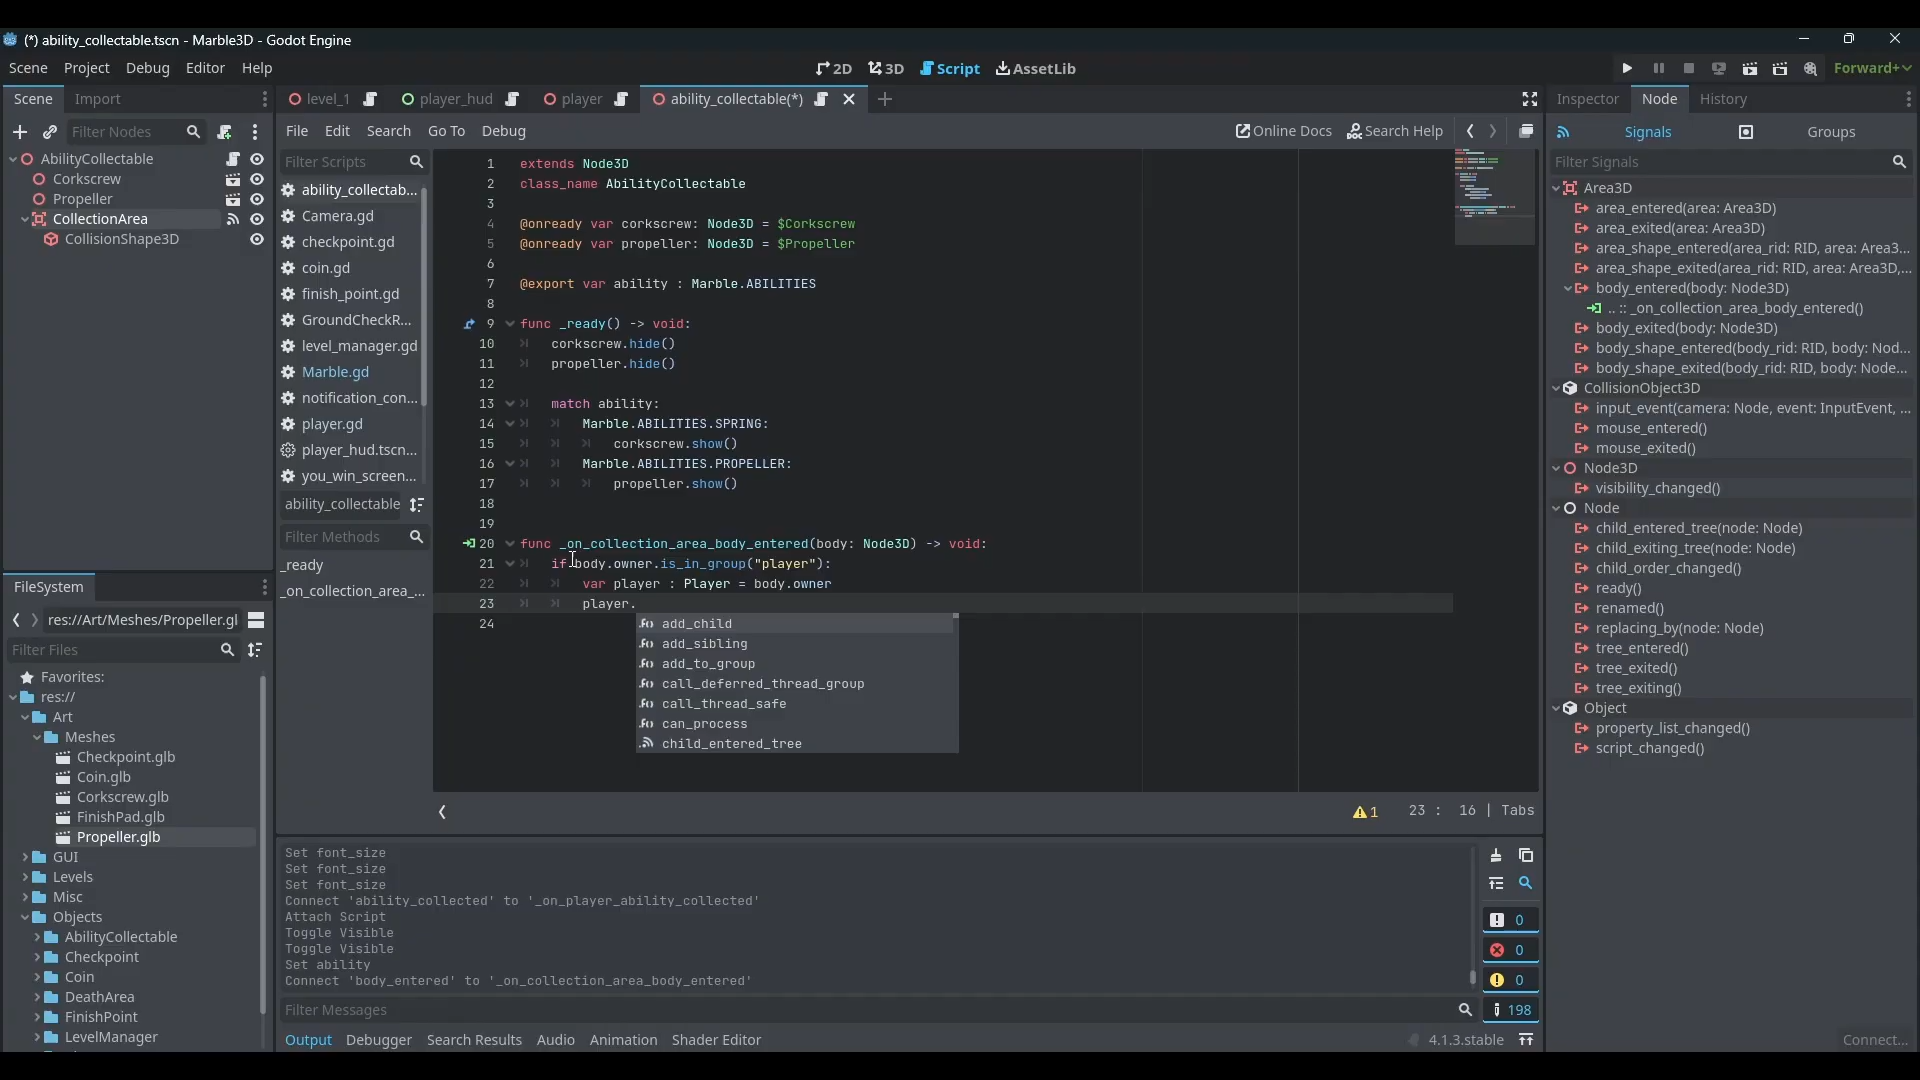 (*) ability_collectable.tscn - Marble3D - Godot Engine
Scene Project Debug Editor Help
2D 3D Script AssetLib
Forward+
Scene Import
level_1 player_hud player ability_collectable(*)
Inspector Node History
Filter Nodes
File Edit Search Go To Debug
Online Docs Search Help
Signals Groups
AbilityCollectable
Corkscrew
Propeller
CollectionArea
CollisionShape3D
Filter Scripts
ability_collectab...
Camera.gd
checkpoint.gd
coin.gd
finish_point.gd
GroundCheckR...
level_manager.gd
Marble.gd
notification_con...
player.gd
player_hud.tscn...
you_win_screen...
ability_collectable
Filter Methods
_ready
_on_collection_area_...
1 extends Node3D
2 class_name AbilityCollectable
3
4 @onready var corkscrew: Node3D = $Corkscrew
5 @onready var propeller: Node3D = $Propeller
6
7 @export var ability : Marble.ABILITIES
8
9 func _ready() -> void:
10 corkscrew.hide()
11 propeller.hide()
12
13 match ability:
14 Marble.ABILITIES.SPRING:
15 corkscrew.show()
16 Marble.ABILITIES.PROPELLER:
17 propeller.show()
18
19
20 func _on_collection_area_body_entered(body: Node3D) -> void:
21 if body.owner.is_in_group("player"):
22 var player : Player = body.owner
23 player.
24
add_child
add_sibling
add_to_group
call_deferred_thread_group
call_thread_safe
can_process
child_entered_tree
1 23 : 16 | Tabs
Filter Signals
Area3D
area_entered(area: Area3D)
area_exited(area: Area3D)
area_shape_entered(area_rid: RID, area: Area3...
area_shape_exited(area_rid: RID, area: Area3D,...
body_entered(body: Node3D)
.. :: _on_collection_area_body_entered()
body_exited(body: Node3D)
body_shape_entered(body_rid: RID, body: Nod...
body_shape_exited(body_rid: RID, body: Node...
CollisionObject3D
input_event(camera: Node, event: InputEvent, ...
mouse_entered()
mouse_exited()
Node3D
visibility_changed()
Node
child_entered_tree(node: Node)
child_exiting_tree(node: Node)
child_order_changed()
ready()
renamed()
replacing_by(node: Node)
tree_entered()
tree_exited()
tree_exiting()
Object
property_list_changed()
script_changed()
Connect...
FileSystem
res://Art/Meshes/Propeller.gl
Filter Files
Favorites:
res://
Art
Meshes
Checkpoint.glb
Coin.glb
Corkscrew.glb
FinishPad.glb
Propeller.glb
GUI
Levels
Misc
Objects
AbilityCollectable
Checkpoint
Coin
DeathArea
FinishPoint
LevelManager
Set font_size
Set font_size
Set font_size
Connect 'ability_collected' to '_on_player_ability_collected'
Attach Script
Toggle Visible
Toggle Visible
Set ability
Connect 'body_entered' to '_on_collection_area_body_entered'
0
0
0
198
Filter Messages
Output Debugger Search Results Audio Animation Shader Editor
4.1.3.stable